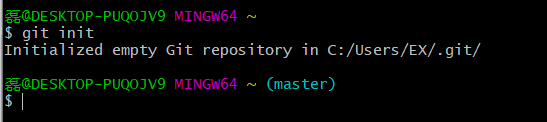 磊@DESKTOP-PUQOJV9 MINGW64 ~
$ git init
Initialized empty Git repository in C:/Users/EX/.git/
磊@DESKTOP-PUQOJV9 MINGW64 ~ (master)
$